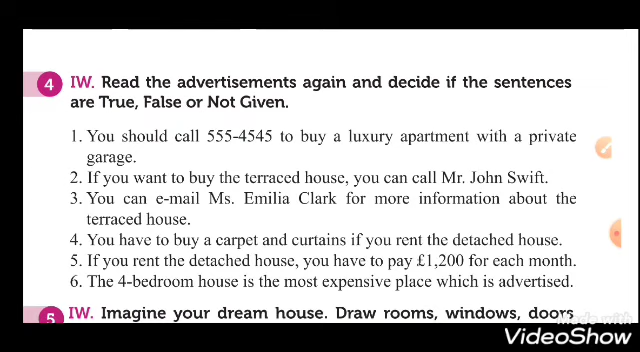 4 IW. Read the advertisements again and decide if the sentences
are True, False or Not Given.
1. You should call 555-4545 to buy a luxury apartment with a private
garage.
2. If you want to buy the terraced house, you can call Mr. John Swift.
3. You can e-mail Ms. Emilia Clark for more information about the
terraced house.
4. You have to buy a carpet and curtains if you rent the detached house.
5. If you rent the detached house, you have to pay £1,200 for each month.
6. The 4-bedroom house is the most expensive place which is advertised.
5 IW. Imagine your dream house. Draw rooms, windows, doors
Made with
VideoShow